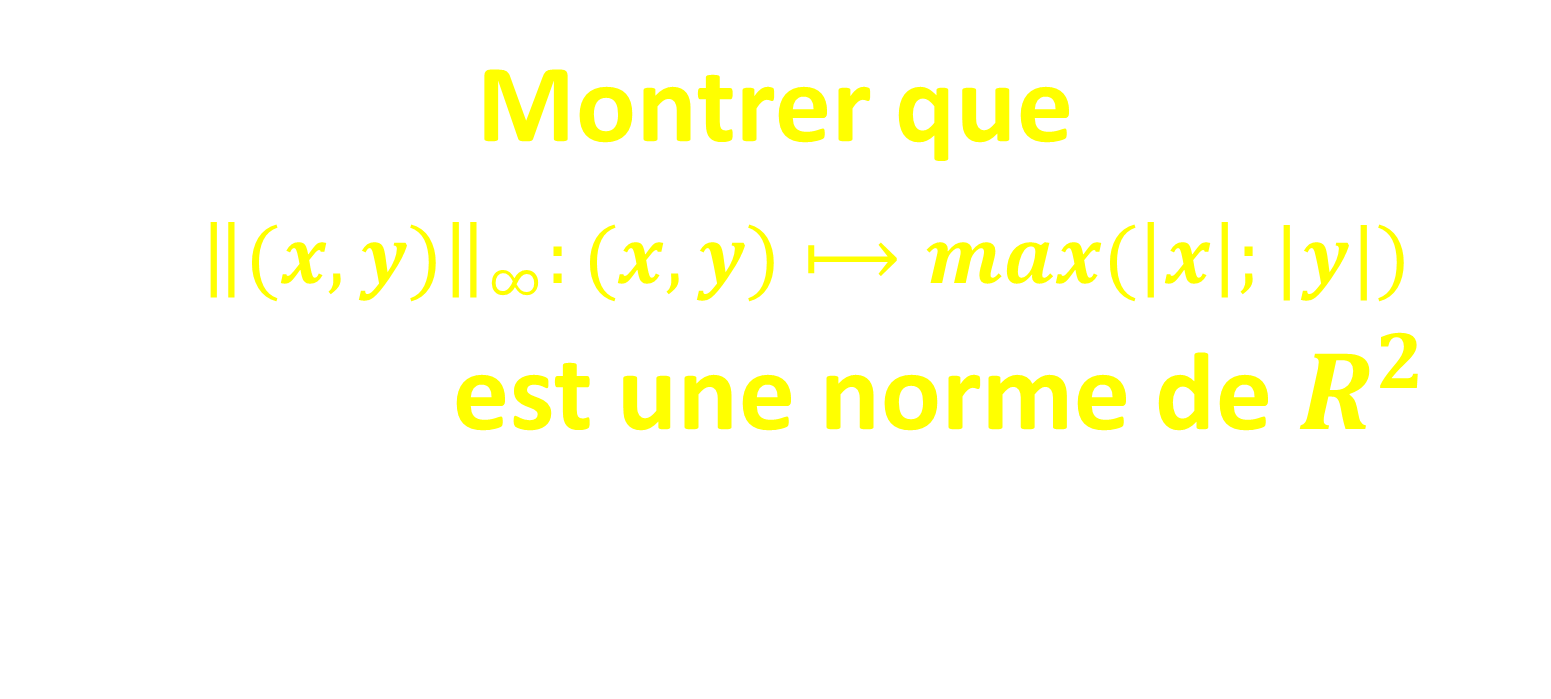 Montrer que
‖(x, y)‖∞: (x, y) ⟼ max(|x|; |y|)
est une norme de R²